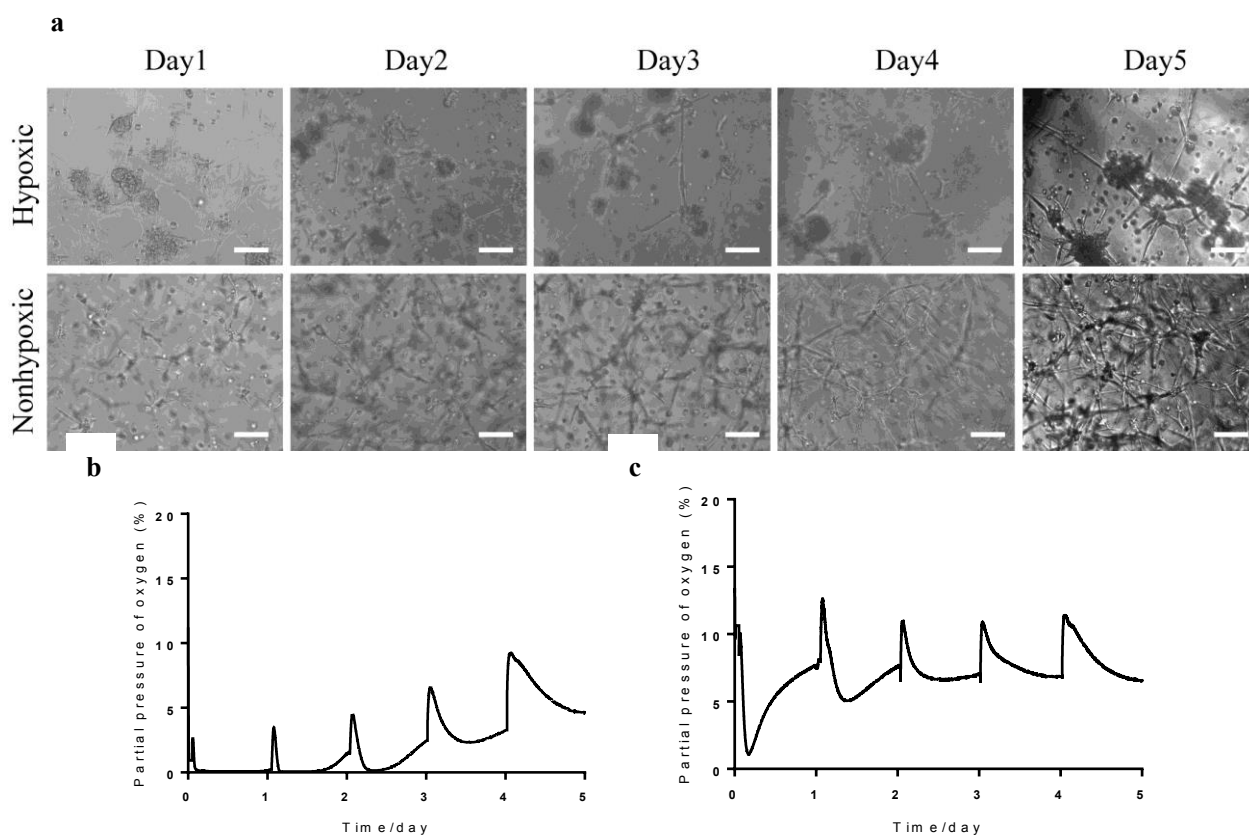 a
Day1 Day2 Day3 Day4 Day5
Hypoxic
Nonhypoxic
b
Partial pressure of oxygen (%)
20
15
10
5
0
0 1 2 3 4 5
Time/day
c
Partial pressure of oxygen (%)
20
15
10
5
0
0 1 2 3 4 5
Time/day